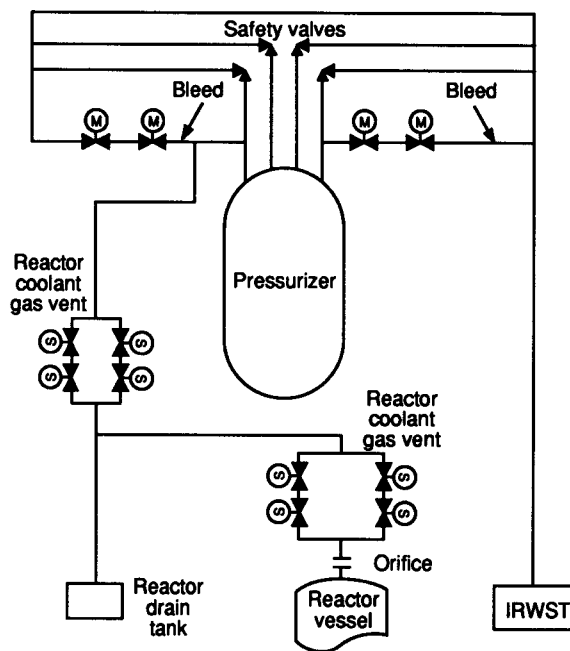 Safety valves
Bleed
Bleed
M
M
M
M
Pressurizer
Reactor
coolant
gas vent
S
S
S
S
Reactor
coolant
gas vent
S
S
S
S
Orifice
Reactor
drain
tank
Reactor
vessel
IRWST